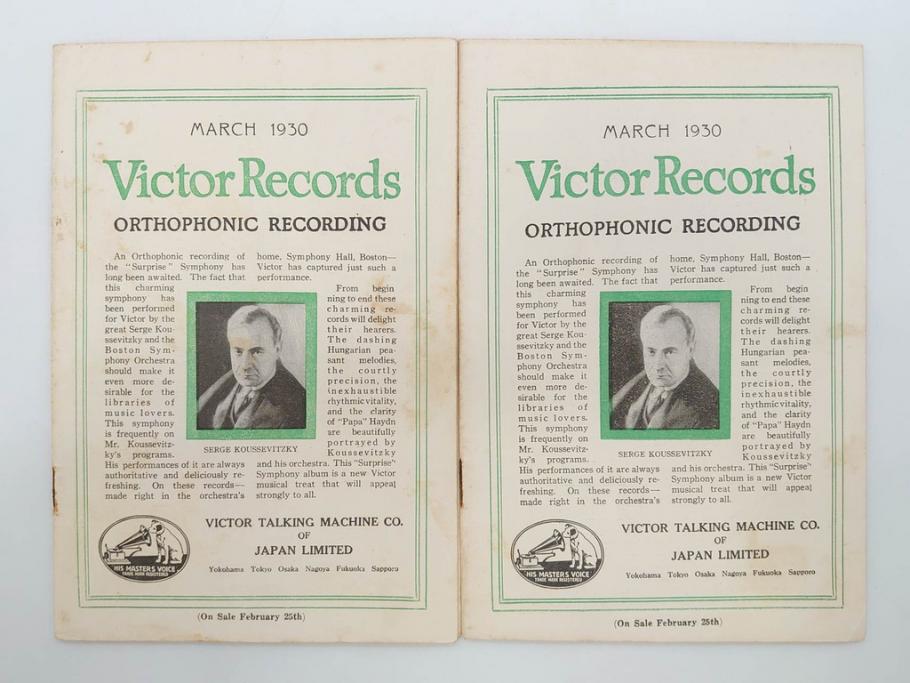 MARCH 1930
Victor Records
ORTHOPHONIC RECORDING
An Orthophonic recording of
the "Surprise" Symphony has
long been awaited. The fact that
this charming
symphony has
been performed
for Victor by the
great Serge Kou-
ssevitzky and the
Boston Sym-
phony Orchestra
should make it
even more de-
sirable for the
libraries of
music lovers.
This symphony
is frequently on
Mr. Koussevitz-
ky's programs.
His performances of it are always
authoritative and deliciously re-
freshing. On these records—
made right in the orchestra's
home, Symphony Hall, Boston—
Victor has captured just such a
performance.
From begin
ning to end these
charming re-
cords will delight
their hearers.
The dashing
Hungarian pea-
sant melodies,
the courtly
precision, the
inexhaustible
rhythmic vitality,
and the clarity
of "Papa" Haydn
are beautifully
portrayed by
Koussevitzky
and his orchestra. This "Surprise"
Symphony album is a new Victor
musical treat that will appeal
strongly to all.
SERGE KOUSSEVITZKY
HIS MASTERS VOICE
TRADE MARK REGISTERED
VICTOR TALKING MACHINE CO.
OF
JAPAN LIMITED
Yokohama Tokyo Osaka Nagoya Fukuoka Sapporo
(On Sale February 25th)
MARCH 1930
Victor Records
ORTHOPHONIC RECORDING
An Orthophonic recording of
the "Surprise" Symphony has
long been awaited. The fact that
this charming
symphony has
been performed
for Victor by the
great Serge Kou-
ssevitzky and the
Boston Sym-
phony Orchestra
should make it
even more de-
sirable for the
libraries of
music lovers.
This symphony
is frequently on
Mr. Koussevitz-
ky's programs.
His performances of it are always
authoritative and deliciously re-
freshing. On these records—
made right in the orchestra's
home, Symphony Hall, Boston—
Victor has captured just such a
performance.
From begin
ning to end these
charming re-
cords will delight
their hearers.
The dashing
Hungarian pea-
sant melodies,
the courtly
precision, the
inexhaustible
rhythmic vitality,
and the clarity
of "Papa" Haydn
are beautifully
portrayed by
Koussevitzky
and his orchestra. This "Surprise"
Symphony album is a new Victor
musical treat that will appeal
strongly to all.
SERGE KOUSSEVITZKY
HIS MASTERS VOICE
TRADE MARK REGISTERED
VICTOR TALKING MACHINE CO.
OF
JAPAN LIMITED
Yokohama Tokyo Osaka Nagoya Fukuoka Sapporo
(On Sale February 25th)